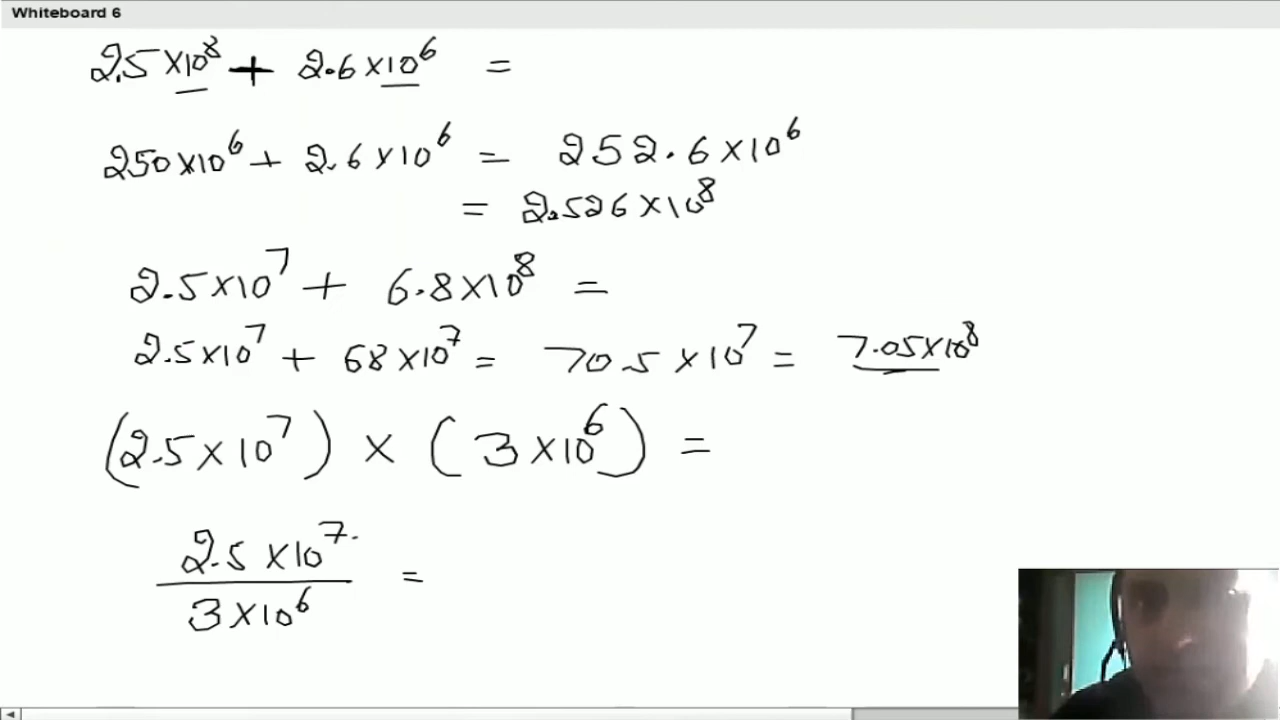 Whiteboard 6
2.5 × 10⁸ + 2.6 × 10⁶ =
250 × 10⁶ + 2.6 × 10⁶ = 252.6 × 10⁶
= 2.526 × 10⁸
2.5 × 10⁷ + 6.8 × 10⁸ =
2.5 × 10⁷ + 68 × 10⁷ = 70.5 × 10⁷ = 7.05 × 10⁸
(2.5 × 10⁷) × (3 × 10⁶) =
2.5 × 10⁷
=
3 × 10⁶